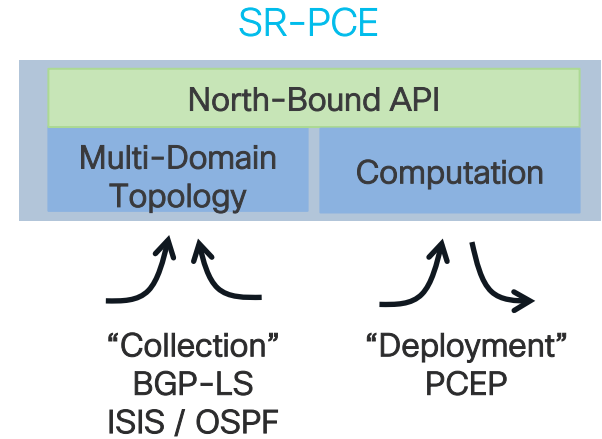 SR-PCE
North-Bound API
Multi-Domain
Topology
Computation
“Collection”
BGP-LS
ISIS / OSPF
“Deployment”
PCEP